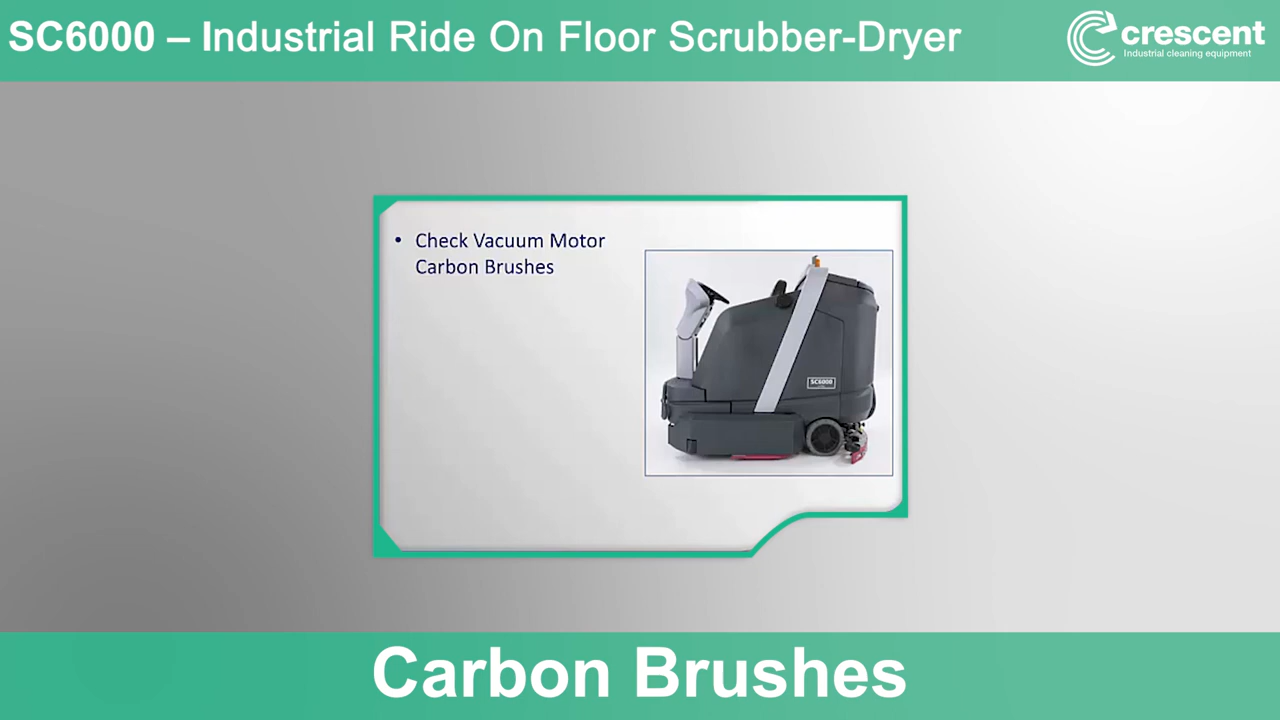 SC6000 – Industrial Ride On Floor Scrubber-Dryer
crescent
Industrial cleaning equipment
• Check Vacuum Motor
Carbon Brushes
SC6000
Carbon Brushes